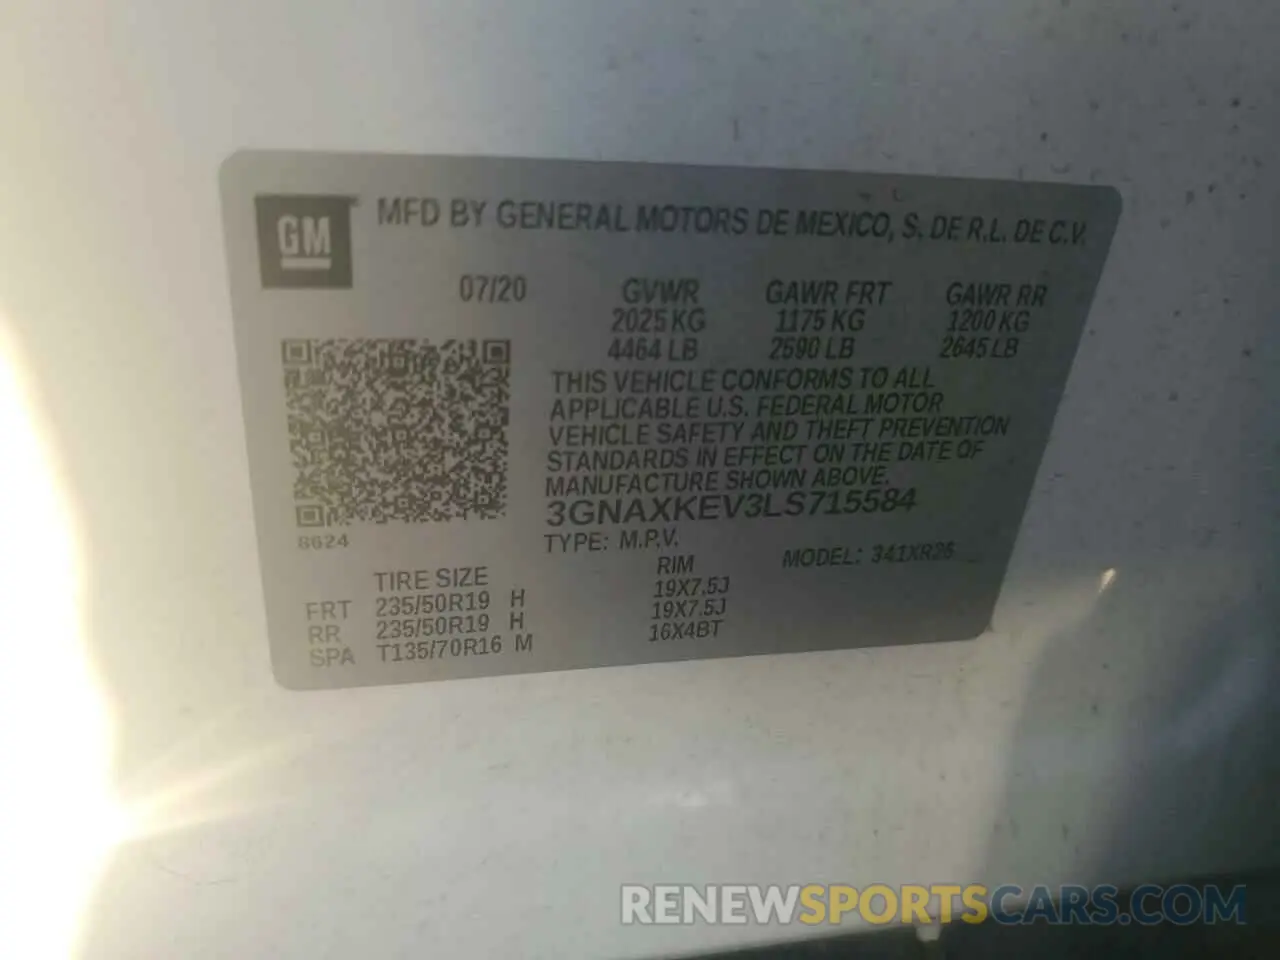 GM
MFD BY GENERAL MOTORS DE MEXICO, S. DE R.L. DE C.V.
07/20 GVWR GAWR FRT GAWR RR
2025 KG 1175 KG 1200 KG
4464 LB 2590 LB 2645 LB
THIS VEHICLE CONFORMS TO ALL
APPLICABLE U.S. FEDERAL MOTOR
VEHICLE SAFETY AND THEFT PREVENTION
STANDARDS IN EFFECT ON THE DATE OF
MANUFACTURE SHOWN ABOVE.
3GNAXKEV3LS715584
8624
TYPE: M.P.V. MODEL: 341XR26
TIRE SIZE RIM
FRT 235/50R19 H 19X7.5J
RR 235/50R19 H 19X7.5J
SPA T135/70R16 M 16X4BT
RENEWSPORTSCARS.COM